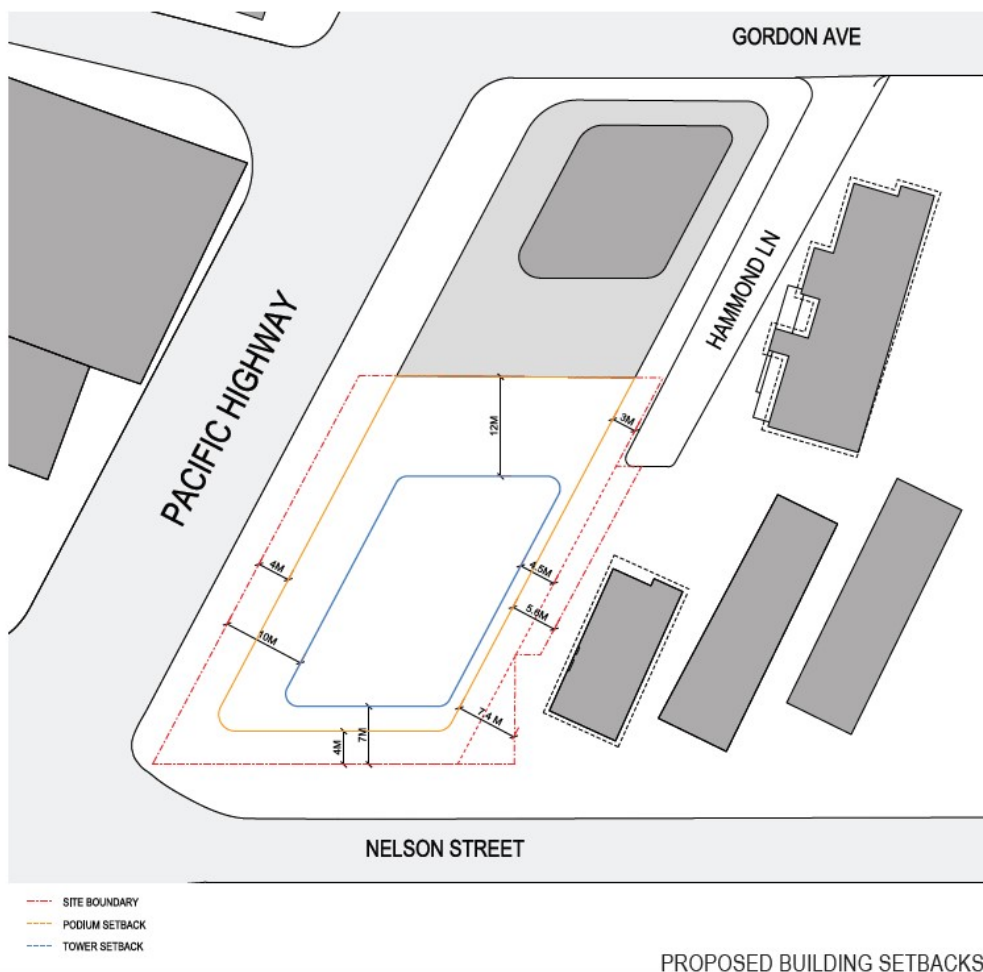 GORDON AVE
HAMMOND LN
PACIFIC HIGHWAY
12M
3M
4M
4.5M
5.6M
10M
7.4 M
7M
4M
NELSON STREET
SITE BOUNDARY
PODIUM SETBACK
TOWER SETBACK
PROPOSED BUILDING SETBACKS